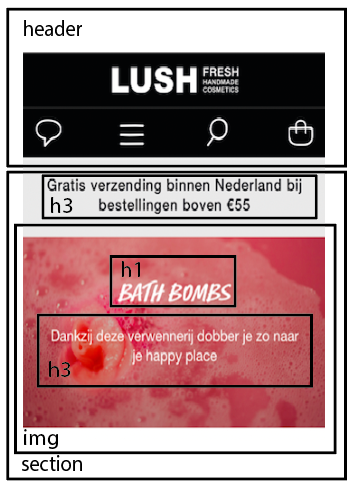 header
LUSH FRESH
HANDMADE
COSMETICS
Gratis verzending binnen Nederland bij
bestellingen boven €55
h3
h1
BATH BOMBS
Dankzij deze verwennerij dobber je zo naar
je happy place
h3
img
section